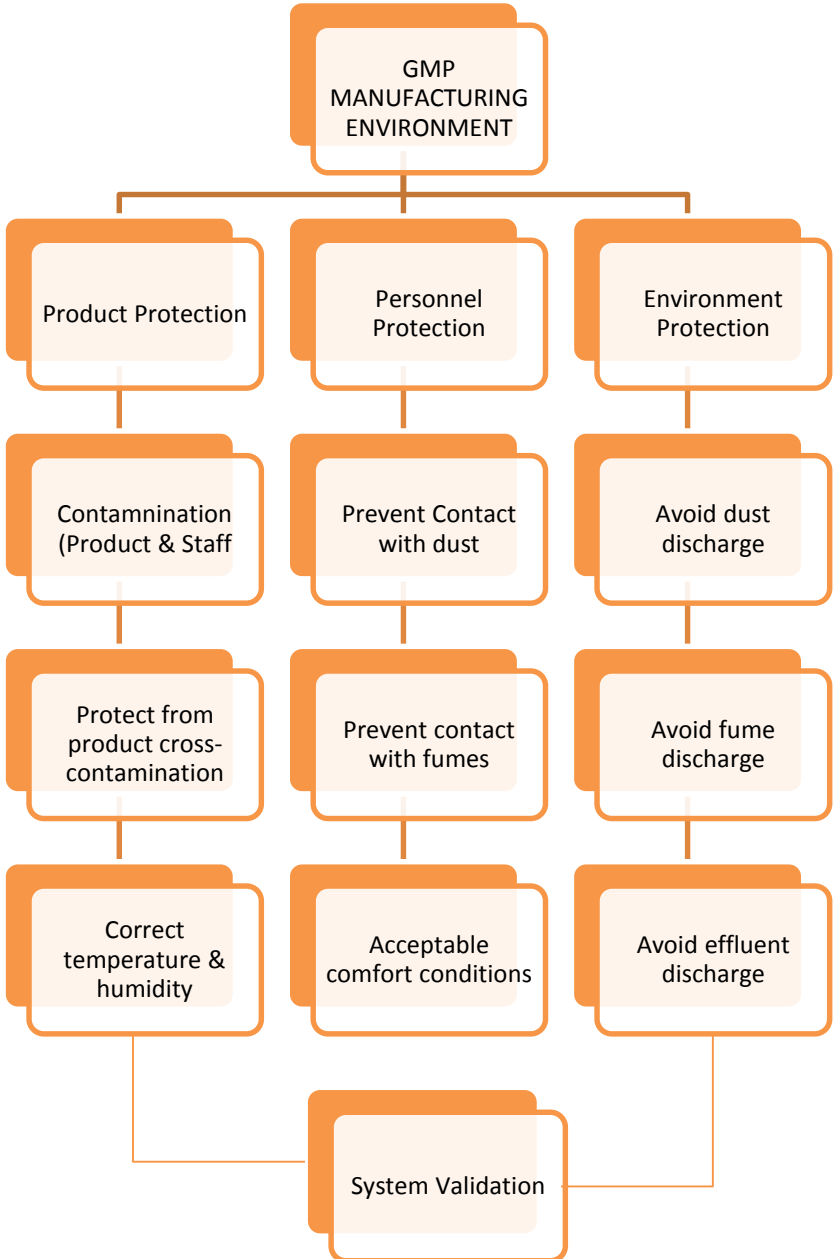 GMP
MANUFACTURING
ENVIRONMENT
Product Protection
Personnel
Protection
Environment
Protection
Contamnination
(Product & Staff
Prevent Contact
with dust
Avoid dust
discharge
Protect from
product cross-
contamination
Prevent contact
with fumes
Avoid fume
discharge
Correct
temperature &
humidity
Acceptable
comfort conditions
Avoid effluent
discharge
System Validation